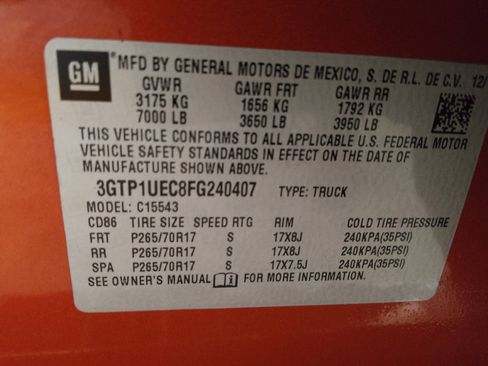 GM
MFD BY GENERAL MOTORS DE MEXICO, S. DE R.L. DE C.V. 12/
GVWR GAWR FRT GAWR RR
3175 KG 1656 KG 1792 KG
7000 LB 3650 LB 3950 LB
THIS VEHICLE CONFORMS TO ALL APPLICABLE U.S. FEDERAL MOTOR
VEHICLE SAFETY STANDARDS IN EFFECT ON THE DATE OF
MANUFACTURE SHOWN ABOVE.
3GTP1UEC8FG240407 TYPE: TRUCK
MODEL: C15543
CD86 TIRE SIZE SPEED RTG RIM COLD TIRE PRESSURE
FRT P265/70R17 S 17X8J 240KPA(35PSI)
RR P265/70R17 S 17X8J 240KPA(35PSI)
SPA P265/70R17 S 17X7.5J 240KPA(35PSI)
SEE OWNER'S MANUAL FOR MORE INFORMATION.